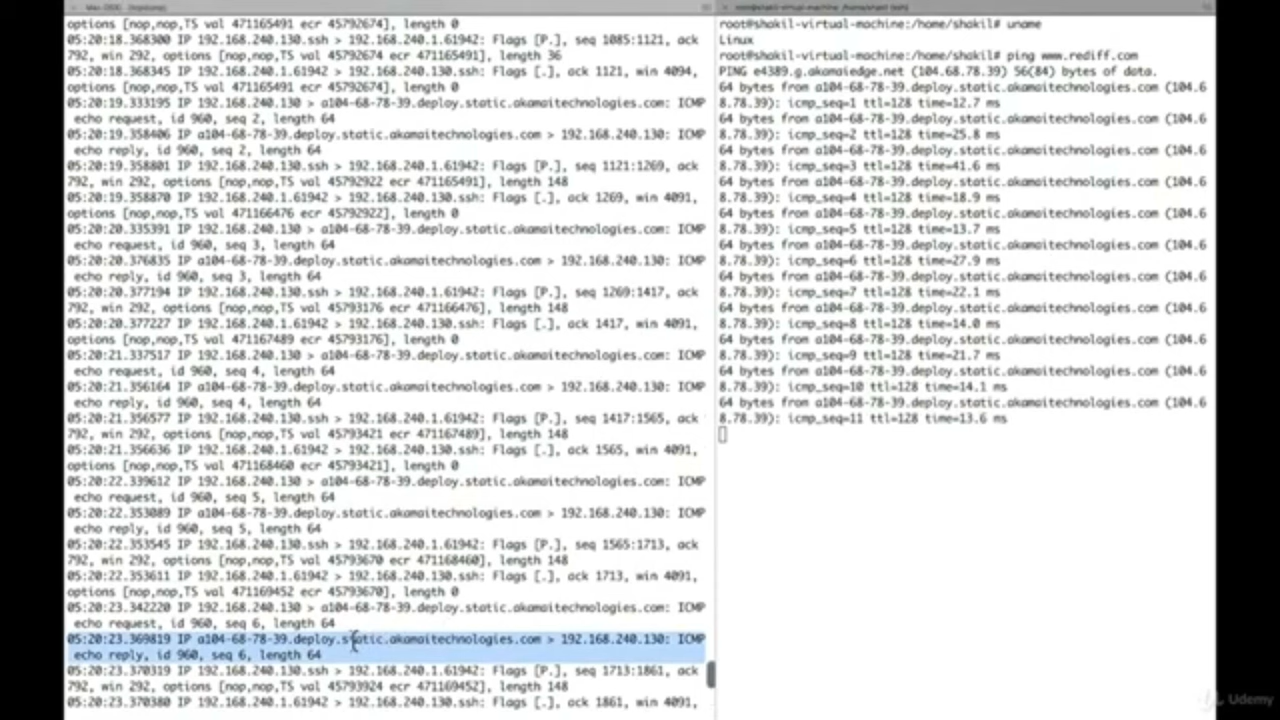 options [nop,nop,TS val 471165491 ecr 45792674], length 0
05:20:18.368300 IP 192.168.240.130.ssh > 192.168.240.1.61942: Flags [P.], seq 1085:1121, ack
792, win 292, options [nop,nop,TS val 45792674 ecr 471165491], length 36
05:20:18.368345 IP 192.168.240.1.61942 > 192.168.240.130.ssh: Flags [.], ack 1121, win 4094,
options [nop,nop,TS val 471165491 ecr 45792674], length 0
05:20:19.333195 IP 192.168.240.130 > a104-68-78-39.deploy.static.akamaitechnologies.com: ICMP
echo request, id 960, seq 2, length 64
05:20:19.358406 IP a104-68-78-39.deploy.static.akamaitechnologies.com > 192.168.240.130: ICMP
echo reply, id 960, seq 2, length 64
05:20:19.358801 IP 192.168.240.130.ssh > 192.168.240.1.61942: Flags [P.], seq 1121:1269, ack
792, win 292, options [nop,nop,TS val 45792922 ecr 471165491], length 148
05:20:19.358870 IP 192.168.240.1.61942 > 192.168.240.130.ssh: Flags [.], ack 1269, win 4091,
options [nop,nop,TS val 471166476 ecr 45792922], length 0
05:20:20.335391 IP 192.168.240.130 > a104-68-78-39.deploy.static.akamaitechnologies.com: ICMP
echo request, id 960, seq 3, length 64
05:20:20.376835 IP a104-68-78-39.deploy.static.akamaitechnologies.com > 192.168.240.130: ICMP
echo reply, id 960, seq 3, length 64
05:20:20.377194 IP 192.168.240.130.ssh > 192.168.240.1.61942: Flags [P.], seq 1269:1417, ack
792, win 292, options [nop,nop,TS val 45793176 ecr 471166476], length 148
05:20:20.377227 IP 192.168.240.1.61942 > 192.168.240.130.ssh: Flags [.], ack 1417, win 4091,
options [nop,nop,TS val 471167489 ecr 45793176], length 0
05:20:21.337517 IP 192.168.240.130 > a104-68-78-39.deploy.static.akamaitechnologies.com: ICMP
echo request, id 960, seq 4, length 64
05:20:21.356164 IP a104-68-78-39.deploy.static.akamaitechnologies.com > 192.168.240.130: ICMP
echo reply, id 960, seq 4, length 64
05:20:21.356577 IP 192.168.240.130.ssh > 192.168.240.1.61942: Flags [P.], seq 1417:1565, ack
792, win 292, options [nop,nop,TS val 45793421 ecr 471167489], length 148
05:20:21.356636 IP 192.168.240.1.61942 > 192.168.240.130.ssh: Flags [.], ack 1565, win 4091,
options [nop,nop,TS val 471168460 ecr 45793421], length 0
05:20:22.339612 IP 192.168.240.130 > a104-68-78-39.deploy.static.akamaitechnologies.com: ICMP
echo request, id 960, seq 5, length 64
05:20:22.353089 IP a104-68-78-39.deploy.static.akamaitechnologies.com > 192.168.240.130: ICMP
echo reply, id 960, seq 5, length 64
05:20:22.353545 IP 192.168.240.130.ssh > 192.168.240.1.61942: Flags [P.], seq 1565:1713, ack
792, win 292, options [nop,nop,TS val 45793670 ecr 471168460], length 148
05:20:22.353611 IP 192.168.240.1.61942 > 192.168.240.130.ssh: Flags [.], ack 1713, win 4091,
options [nop,nop,TS val 471169452 ecr 45793670], length 0
05:20:23.342220 IP 192.168.240.130 > a104-68-78-39.deploy.static.akamaitechnologies.com: ICMP
echo request, id 960, seq 6, length 64
05:20:23.369819 IP a104-68-78-39.deploy.static.akamaitechnologies.com > 192.168.240.130: ICMP
echo reply, id 960, seq 6, length 64
05:20:23.370319 IP 192.168.240.130.ssh > 192.168.240.1.61942: Flags [P.], seq 1713:1861, ack
792, win 292, options [nop,nop,TS val 45793924 ecr 471169452], length 148
05:20:23.370380 IP 192.168.240.1.61942 > 192.168.240.130.ssh: Flags [.], ack 1861, win 4091,
root@shakil-virtual-machine:/home/shakil# uname
Linux
root@shakil-virtual-machine:/home/shakil# ping www.rediff.com
PING e4389.g.akamaiedge.net (104.68.78.39) 56(84) bytes of data.
64 bytes from a104-68-78-39.deploy.static.akamaitechnologies.com (104.6
8.78.39): icmp_seq=1 ttl=128 time=12.7 ms
64 bytes from a104-68-78-39.deploy.static.akamaitechnologies.com (104.6
8.78.39): icmp_seq=2 ttl=128 time=25.8 ms
64 bytes from a104-68-78-39.deploy.static.akamaitechnologies.com (104.6
8.78.39): icmp_seq=3 ttl=128 time=41.6 ms
64 bytes from a104-68-78-39.deploy.static.akamaitechnologies.com (104.6
8.78.39): icmp_seq=4 ttl=128 time=18.9 ms
64 bytes from a104-68-78-39.deploy.static.akamaitechnologies.com (104.6
8.78.39): icmp_seq=5 ttl=128 time=13.7 ms
64 bytes from a104-68-78-39.deploy.static.akamaitechnologies.com (104.6
8.78.39): icmp_seq=6 ttl=128 time=27.9 ms
64 bytes from a104-68-78-39.deploy.static.akamaitechnologies.com (104.6
8.78.39): icmp_seq=7 ttl=128 time=22.1 ms
64 bytes from a104-68-78-39.deploy.static.akamaitechnologies.com (104.6
8.78.39): icmp_seq=8 ttl=128 time=14.0 ms
64 bytes from a104-68-78-39.deploy.static.akamaitechnologies.com (104.6
8.78.39): icmp_seq=9 ttl=128 time=21.7 ms
64 bytes from a104-68-78-39.deploy.static.akamaitechnologies.com (104.6
8.78.39): icmp_seq=10 ttl=128 time=14.1 ms
64 bytes from a104-68-78-39.deploy.static.akamaitechnologies.com (104.6
8.78.39): icmp_seq=11 ttl=128 time=13.6 ms
Udemy